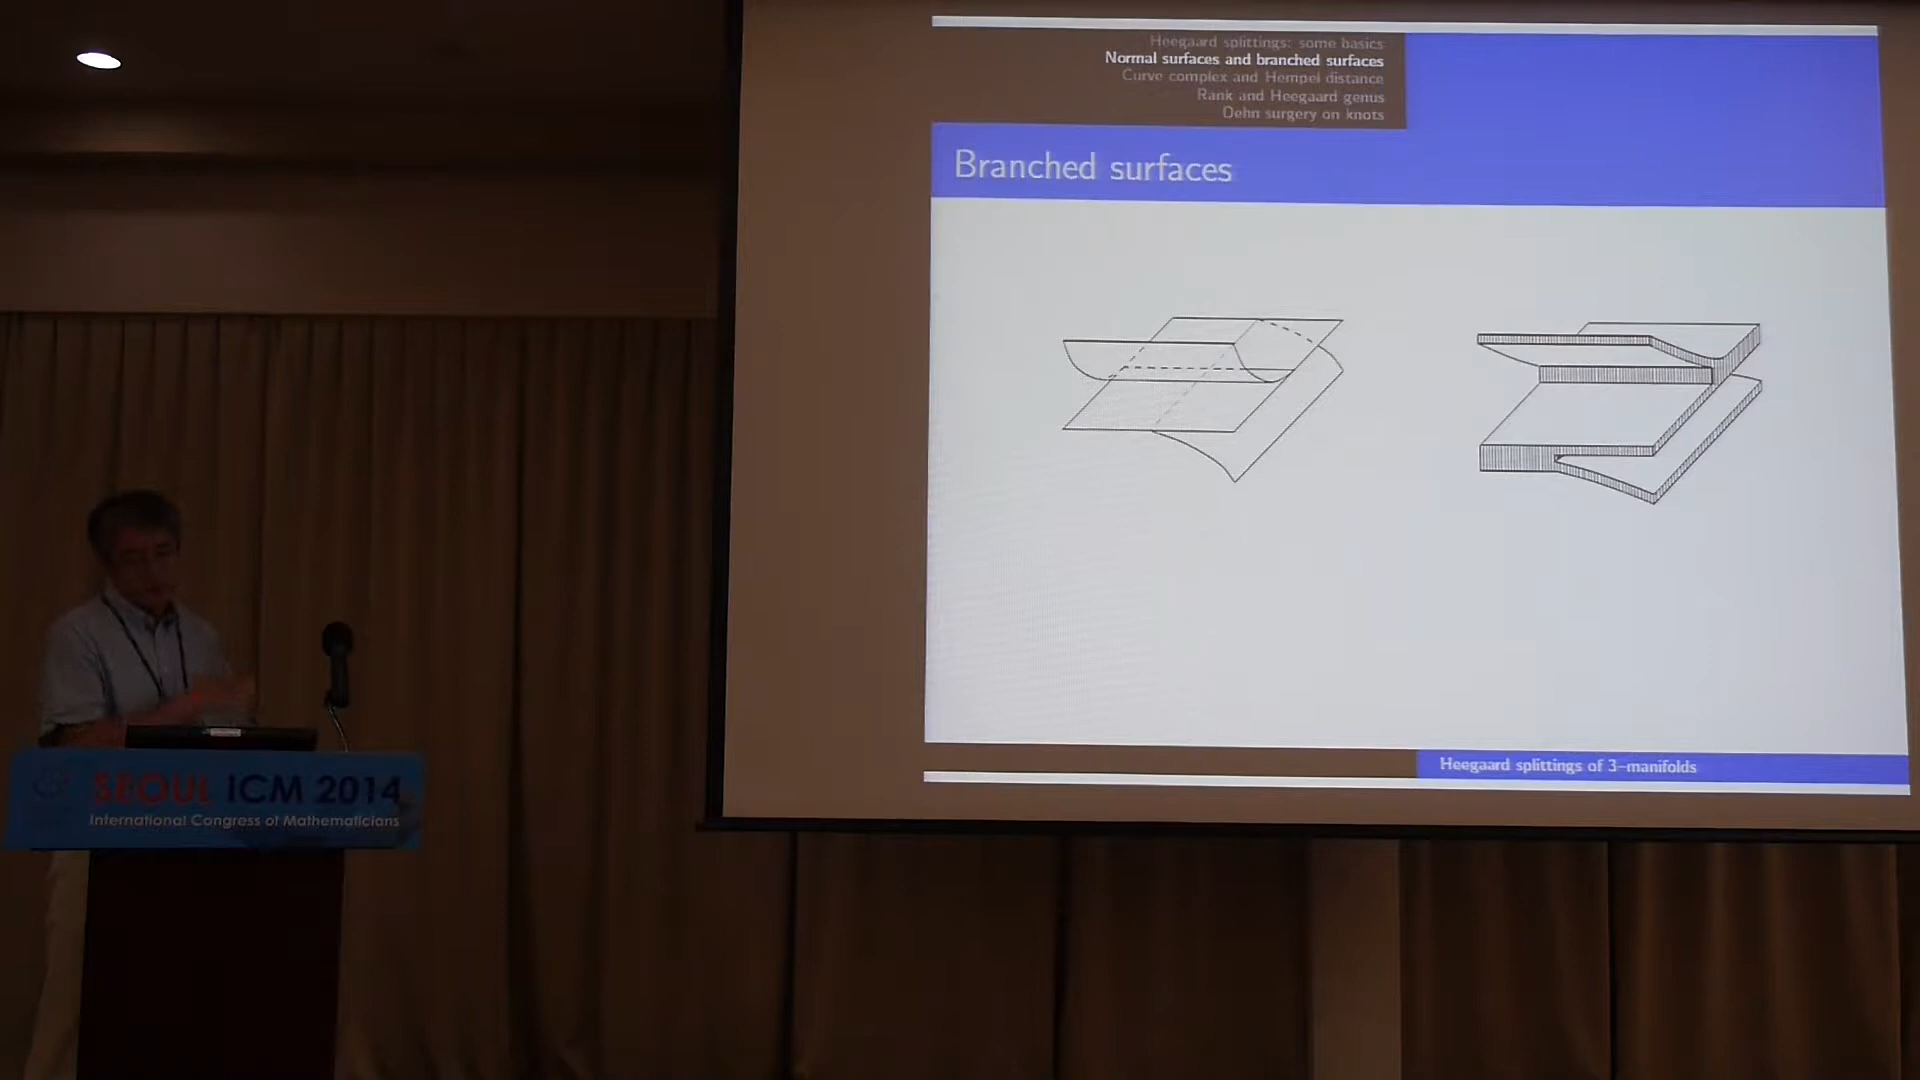 Heegaard splittings: some basics
Normal surfaces and branched surfaces
Curve complex and Hempel distance
Rank and Heegaard genus
Dehn surgery on knots
Branched surfaces
Heegaard splittings of 3–manifolds
SEOUL ICM 2014
International Congress of Mathematicians